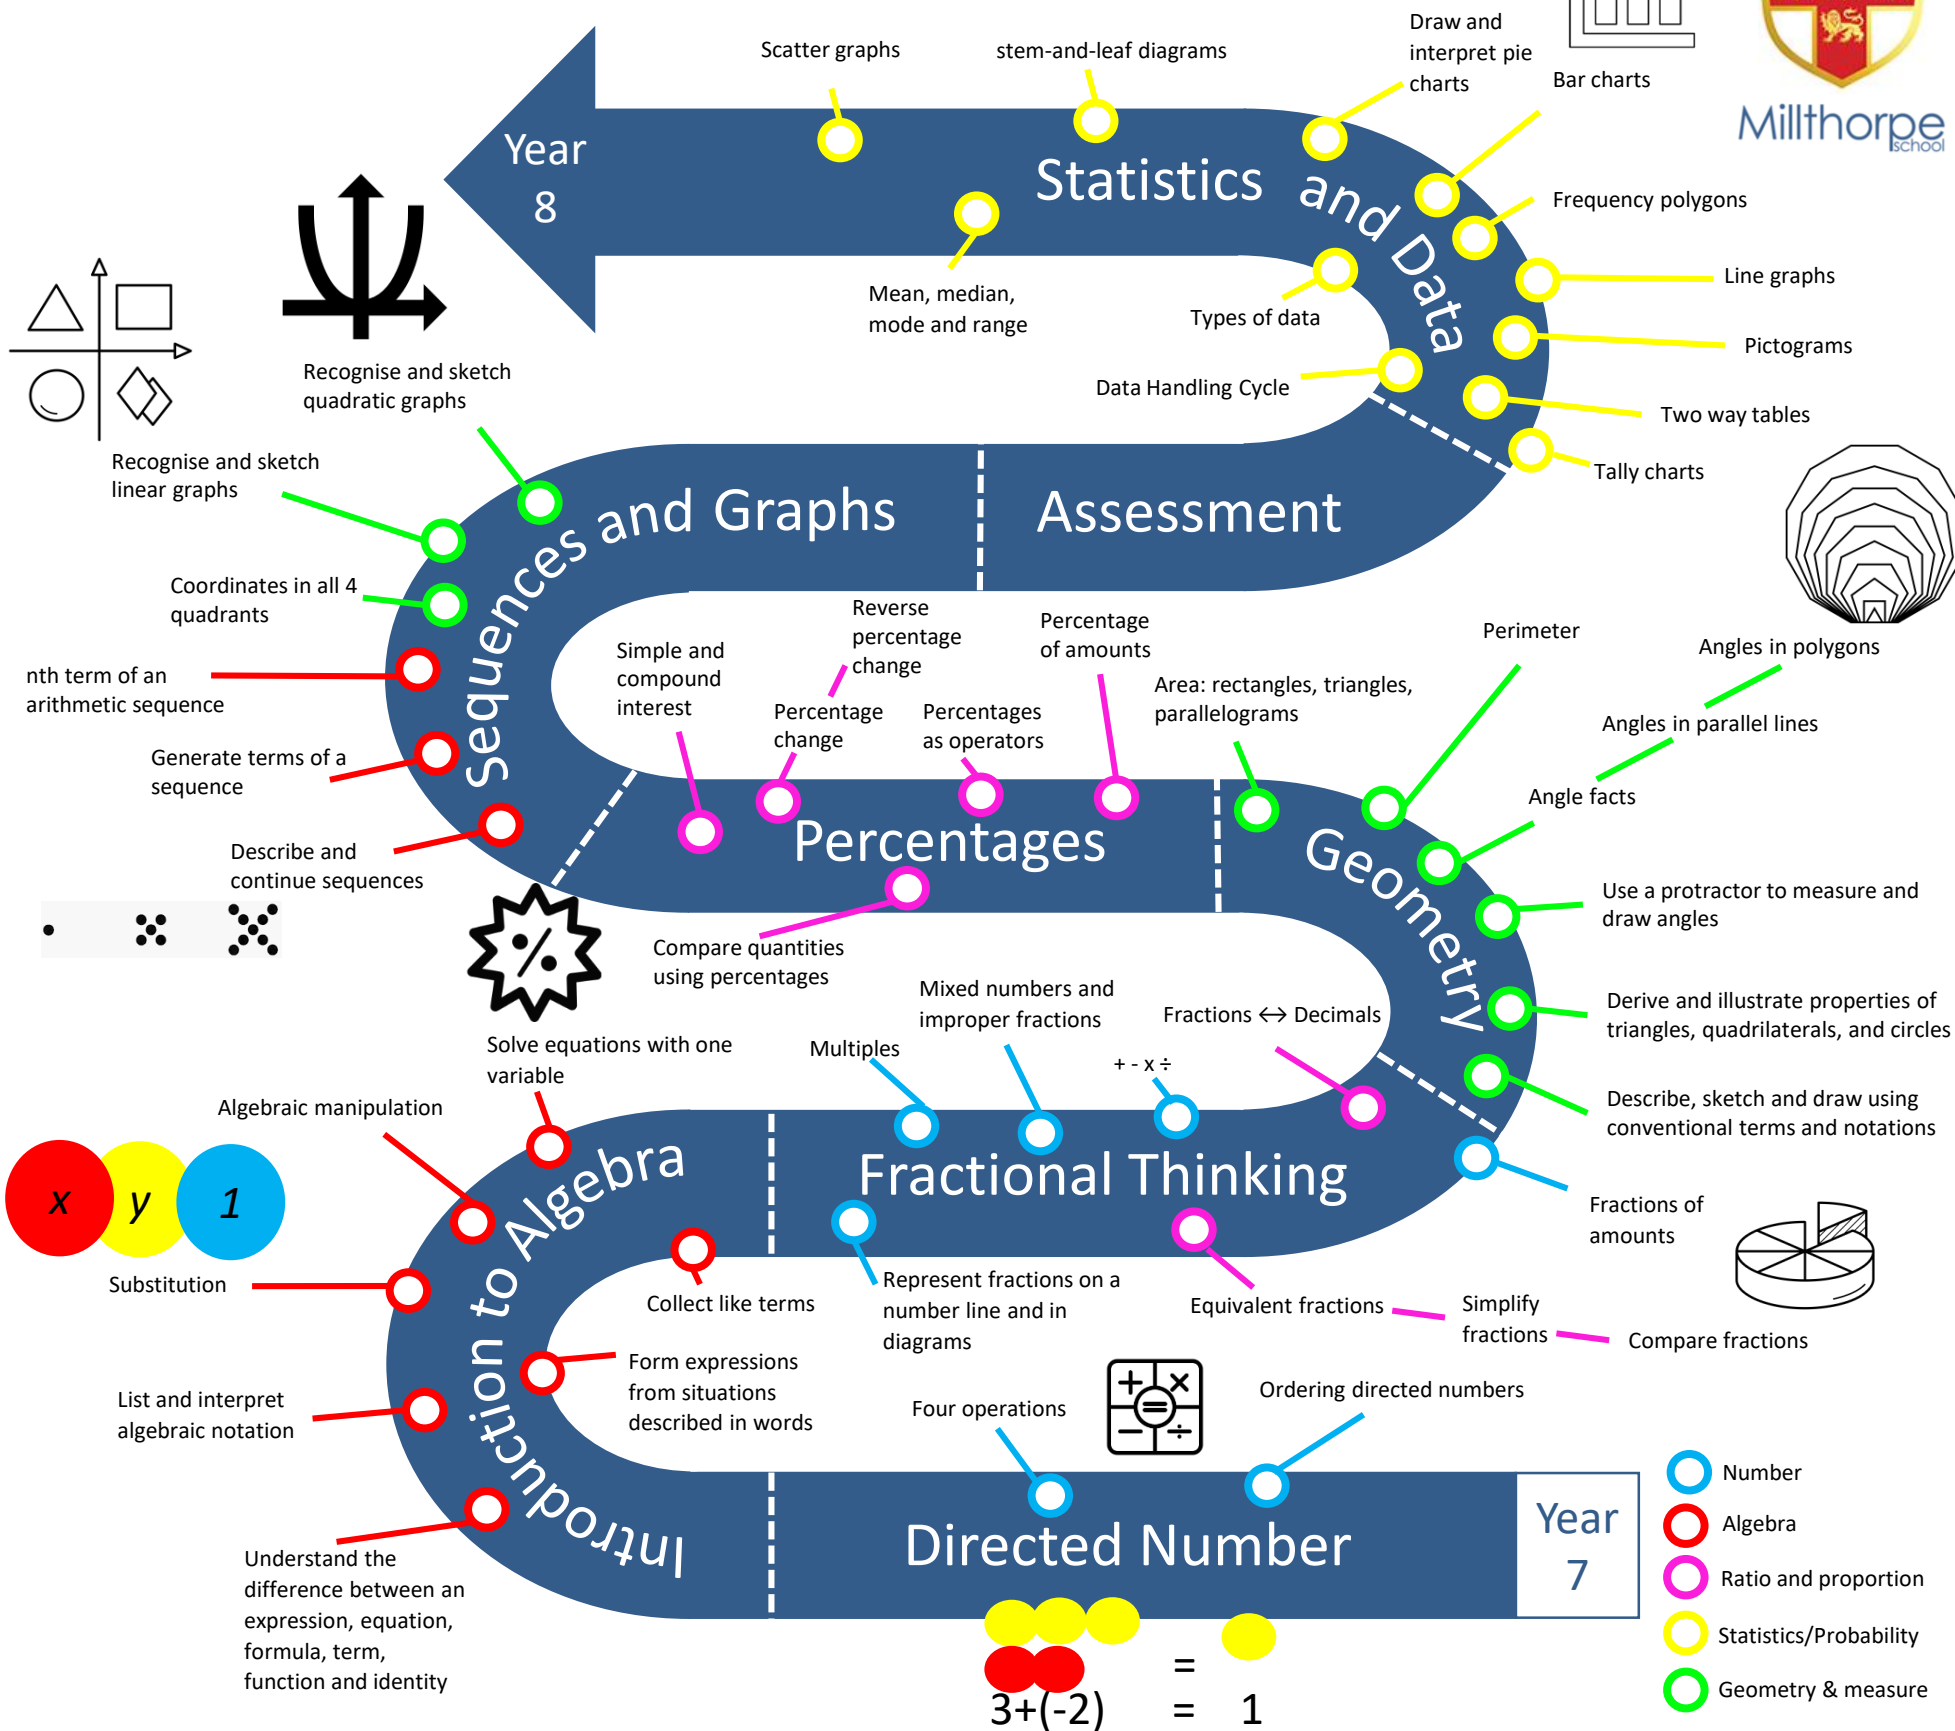 Draw and
interpret pie
charts
Scatter graphs
stem-and-leaf diagrams
Bar charts
Millthorpe
school
Year
8
Statistics and Data
Frequency polygons
Line graphs
Mean, median,
mode and range
Types of data
Pictograms
Data Handling Cycle
Two way tables
Tally charts
Recognise and sketch
quadratic graphs
Recognise and sketch
linear graphs
Sequences and Graphs
Assessment
Coordinates in all 4
quadrants
nth term of an
arithmetic sequence
Generate terms of a
sequence
Describe and
continue sequences
Simple and
compound
interest
Reverse
percentage
change
Percentage
change
Percentages
as operators
Percentage
of amounts
Area: rectangles, triangles,
parallelograms
Perimeter
Angles in polygons
Angles in parallel lines
Angle facts
Percentages
Geometry
Use a protractor to measure and
draw angles
Compare quantities
using percentages
%
Derive and illustrate properties of
triangles, quadrilaterals, and circles
Describe, sketch and draw using
conventional terms and notations
Mixed numbers and
improper fractions
Fractions ↔ Decimals
Multiples
+ - x ÷
Solve equations with one
variable
Algebraic manipulation
Fractional Thinking
x y 1
Substitution
Introduction to Algebra
Collect like terms
Represent fractions on a
number line and in
diagrams
Fractions of
amounts
Equivalent fractions
Simplify
fractions
Compare fractions
Form expressions
from situations
described in words
List and interpret
algebraic notation
Four operations
+ ×
=
− ÷
Ordering directed numbers
Understand the
difference between an
expression, equation,
formula, term,
function and identity
Directed Number
Year
7
Number
Algebra
Ratio and proportion
Statistics/Probability
Geometry & measure
=
3+(-2) = 1